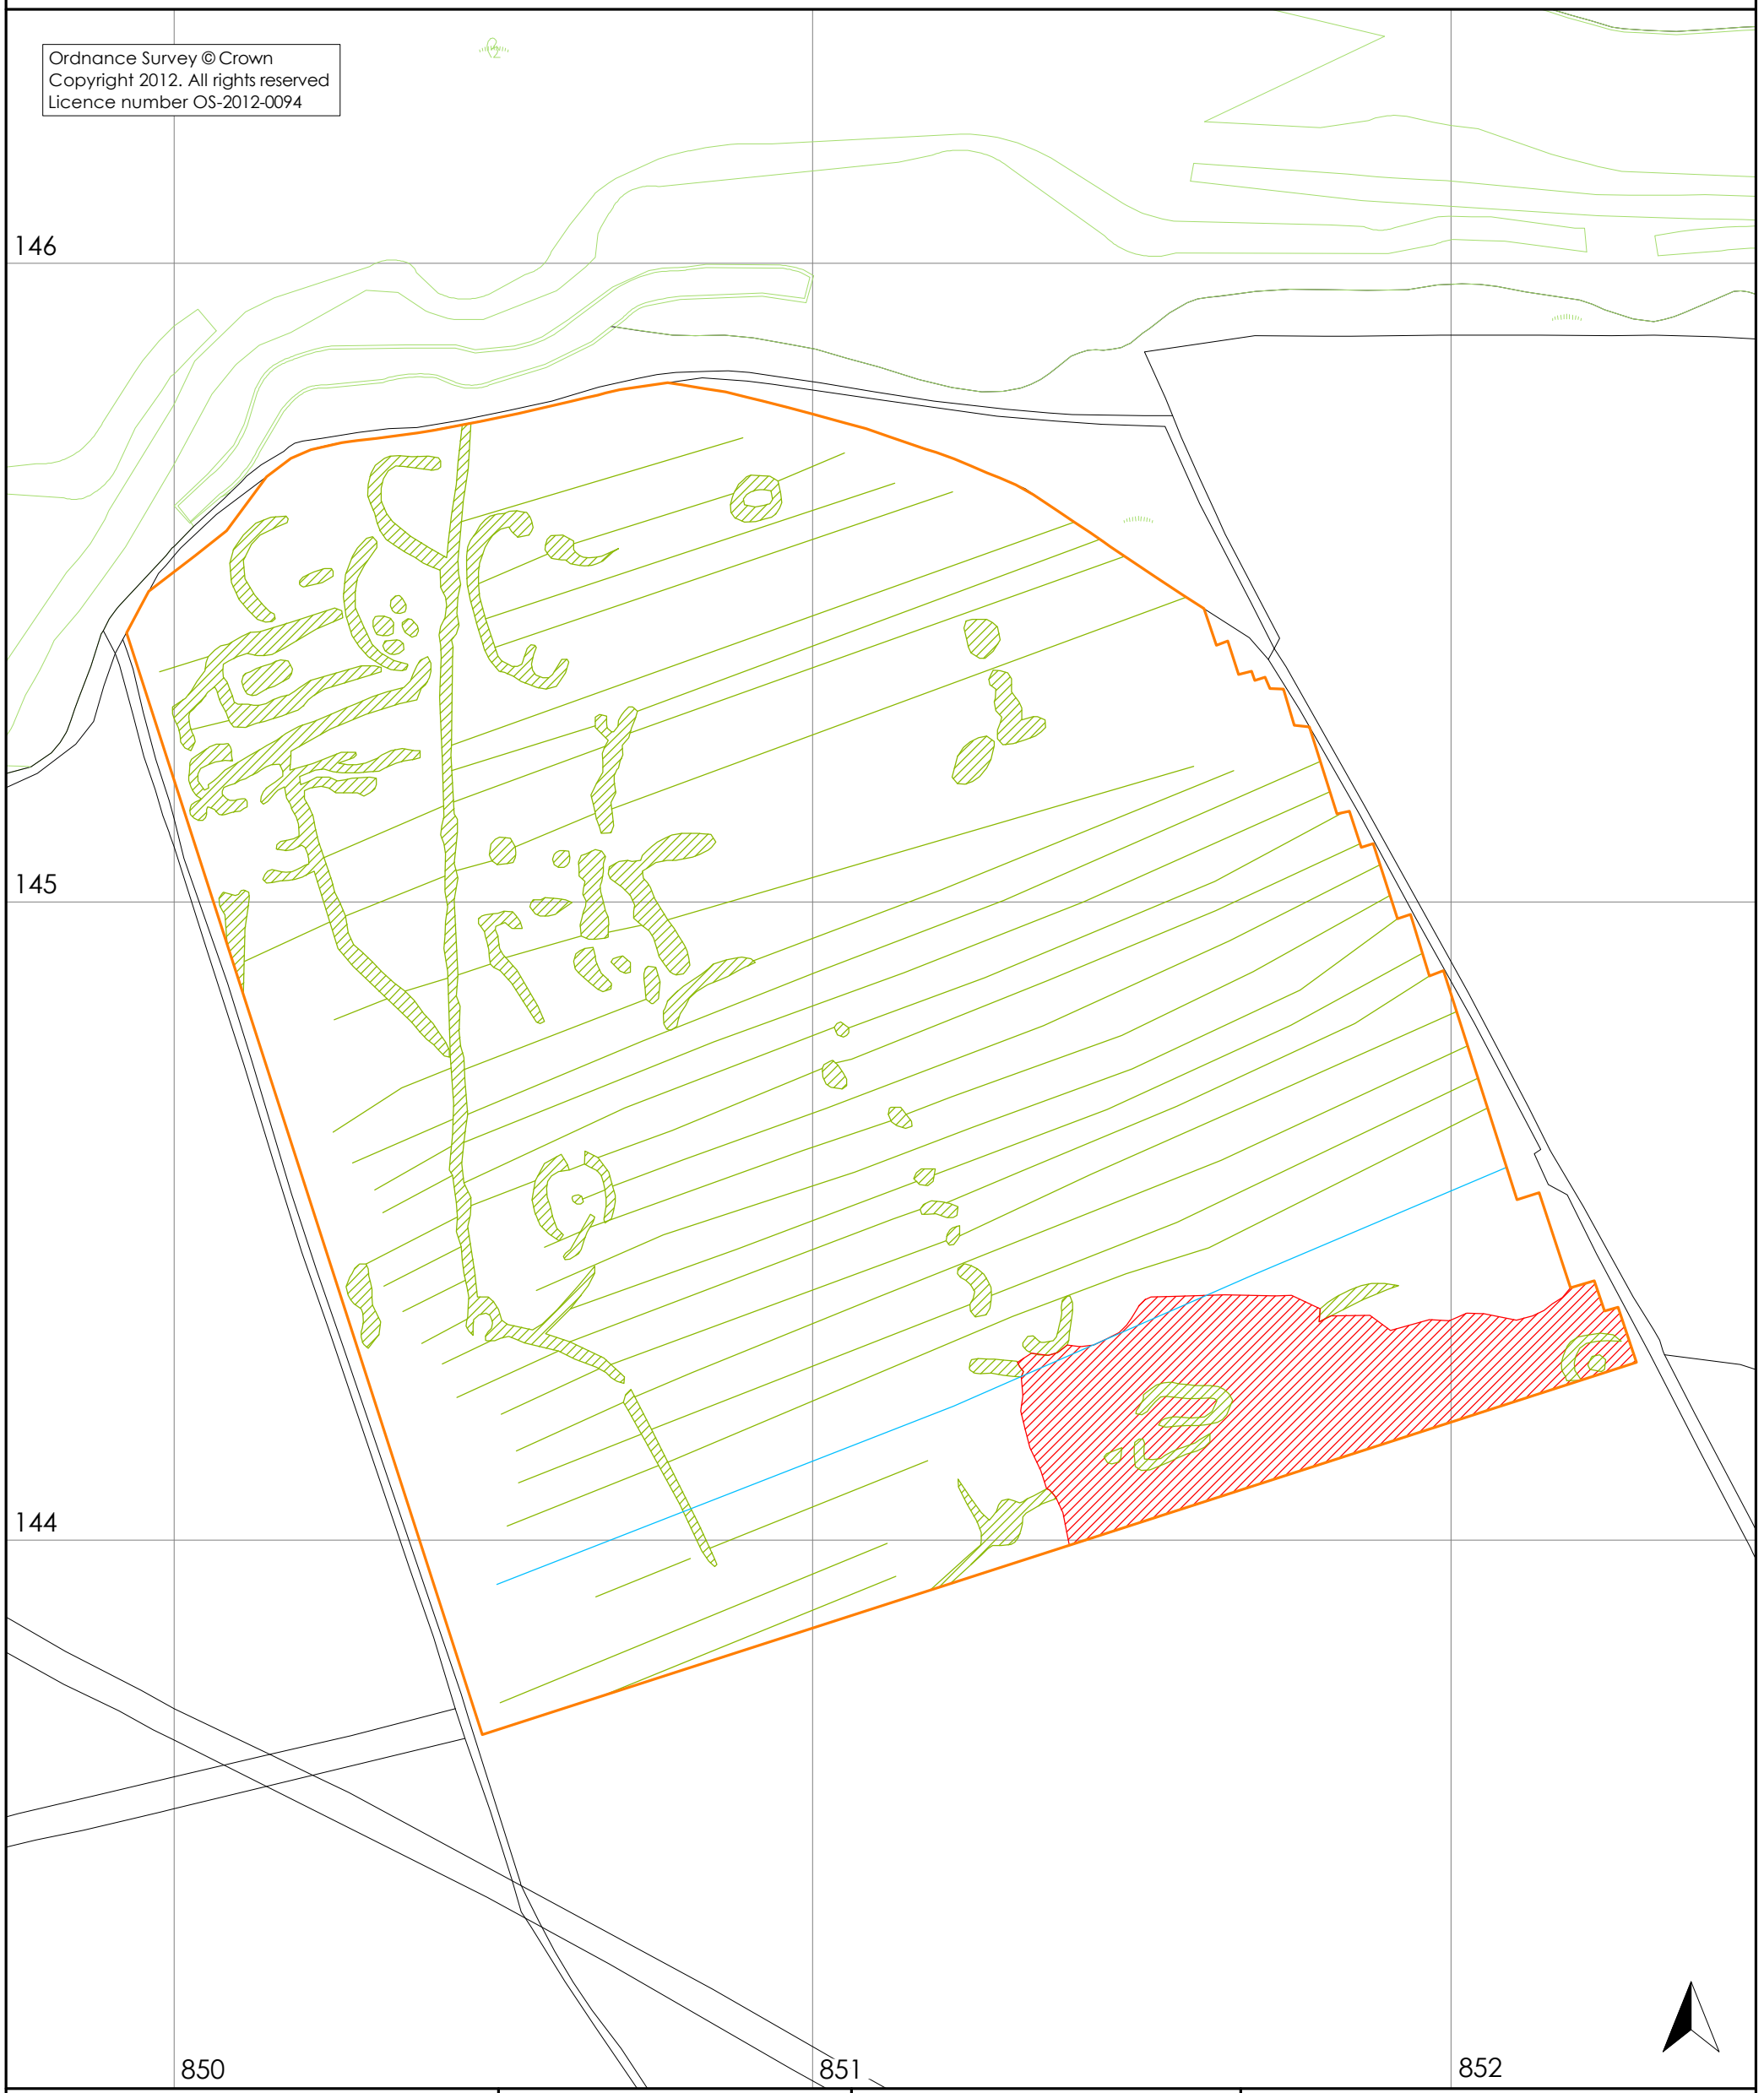 Ordnance Survey © Crown
Copyright 2012. All rights reserved
Licence number OS-2012-0094
146
145
144
850
851
852